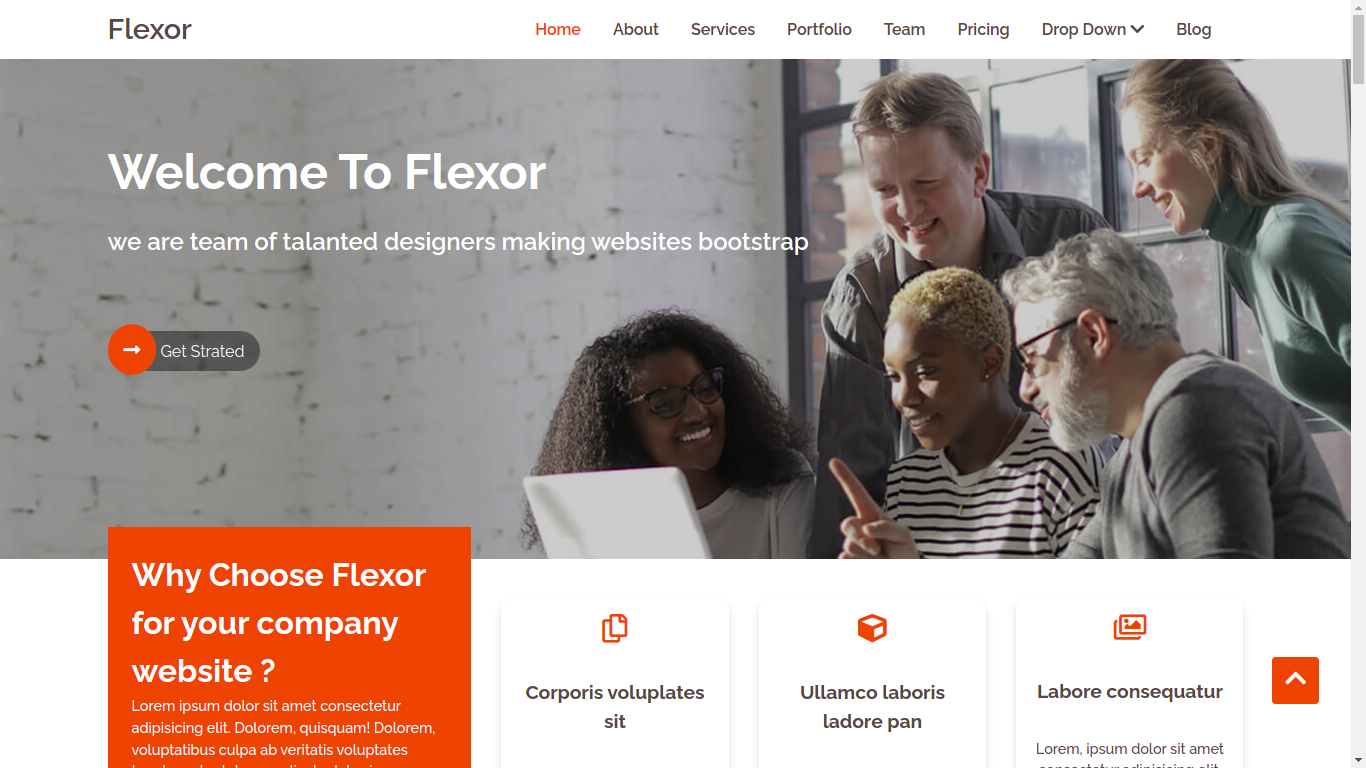 Flexor
Home About Services Portfolio Team Pricing Drop Down Blog
Welcome To Flexor
we are team of talanted designers making websites bootstrap
Get Strated
Why Choose Flexor
for your company
website ?
Lorem ipsum dolor sit amet consectetur
adipisicing elit. Dolorem, quisquam! Dolorem,
voluptatibus culpa ab veritatis voluptates
Corporis voluplates
sit
Ullamco laboris
ladore pan
Labore consequatur
Lorem, ipsum dolor sit amet